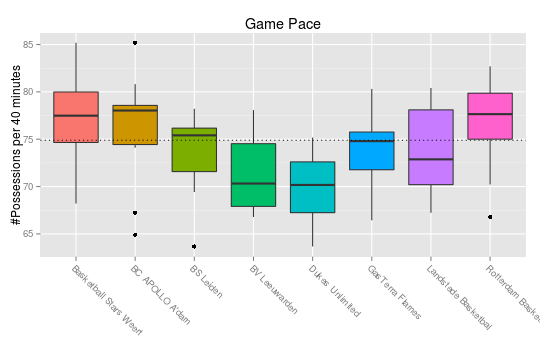 Game Pace
#Possessions per 40 minutes
85
80
75
70
65
Basketball Stars Weert
BC APOLLO A'dam
BS Leiden
BV Leeuwarden
Dukes Unlimited
GasTerra Flames
Landstede Basketbal
Rotterdam Baske